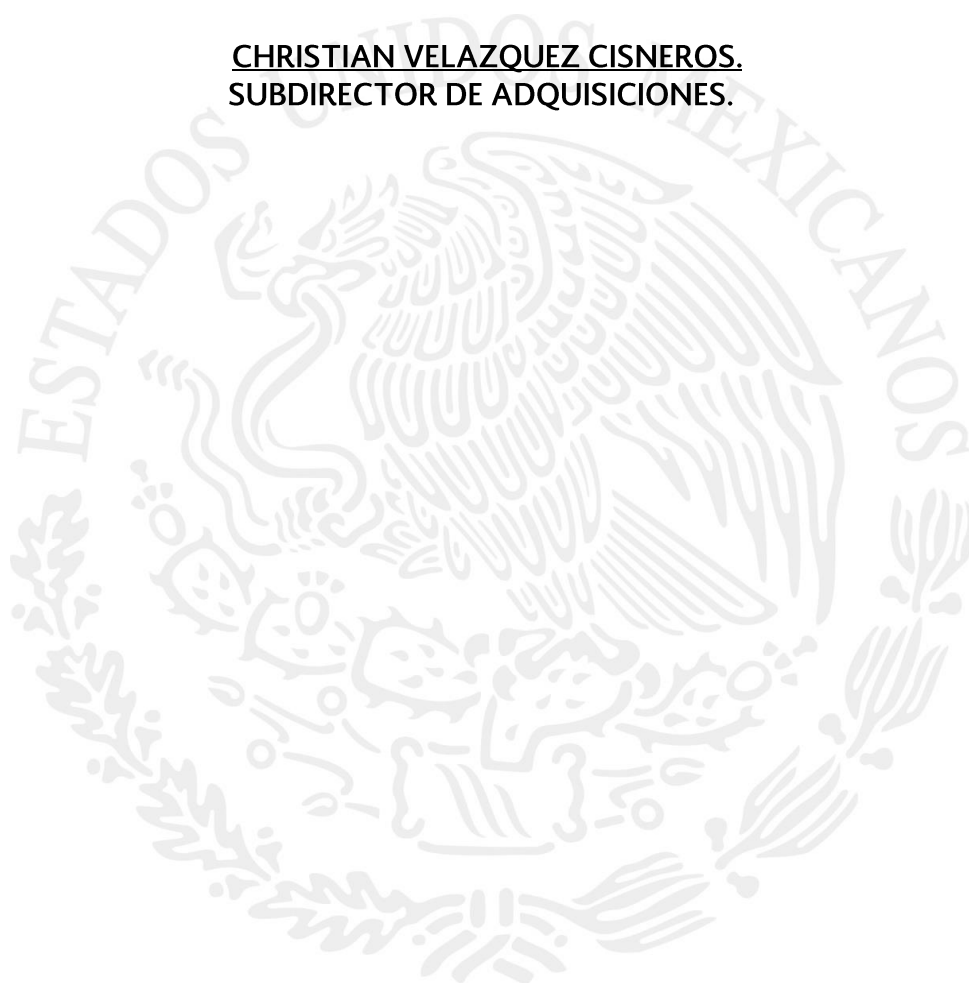 CHRISTIAN VELAZQUEZ CISNEROS.
SUBDIRECTOR DE ADQUISICIONES.
ESTADOS UNIDOS MEXICANOS